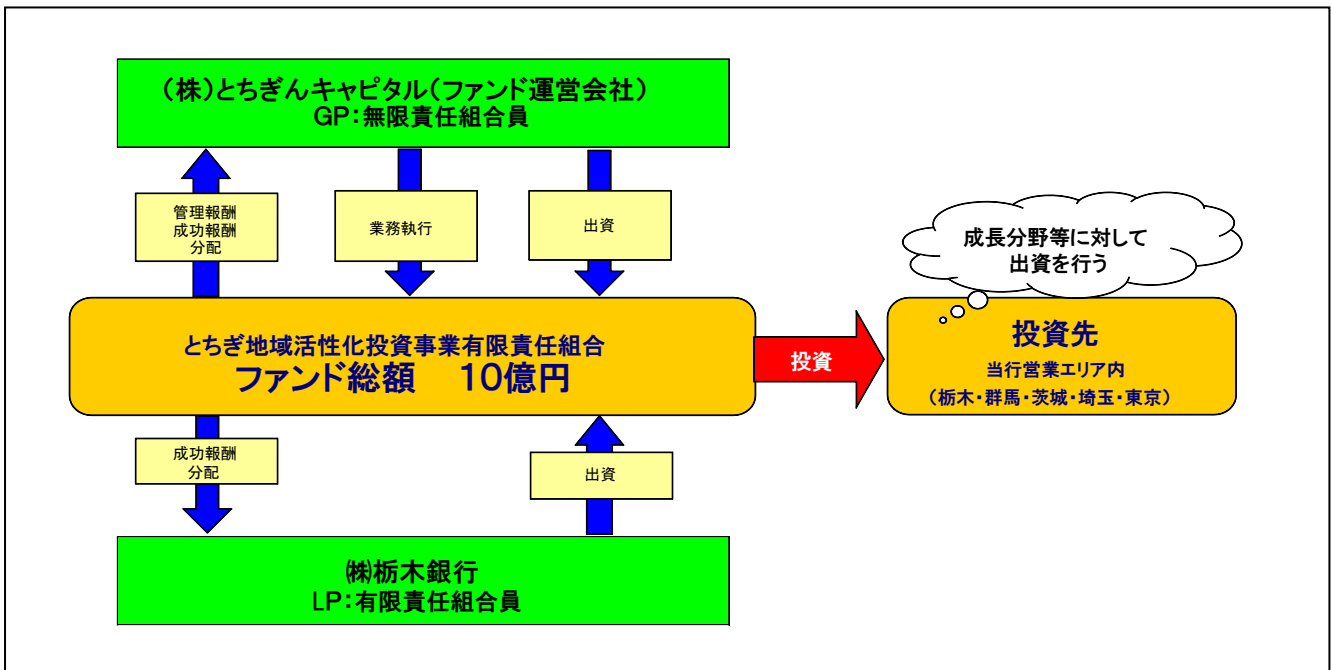 (株)とちぎんキャピタル(ファンド運営会社)
GP:無限責任組合員
管理報酬
成功報酬
分配
業務執行
出資
成長分野等に対して
出資を行う
とちぎ地域活性化投資事業有限責任組合
ファンド総額 10億円
投資
投資先
当行営業エリア内
(栃木・群馬・茨城・埼玉・東京)
成功報酬
分配
出資
㈱栃木銀行
LP:有限責任組合員